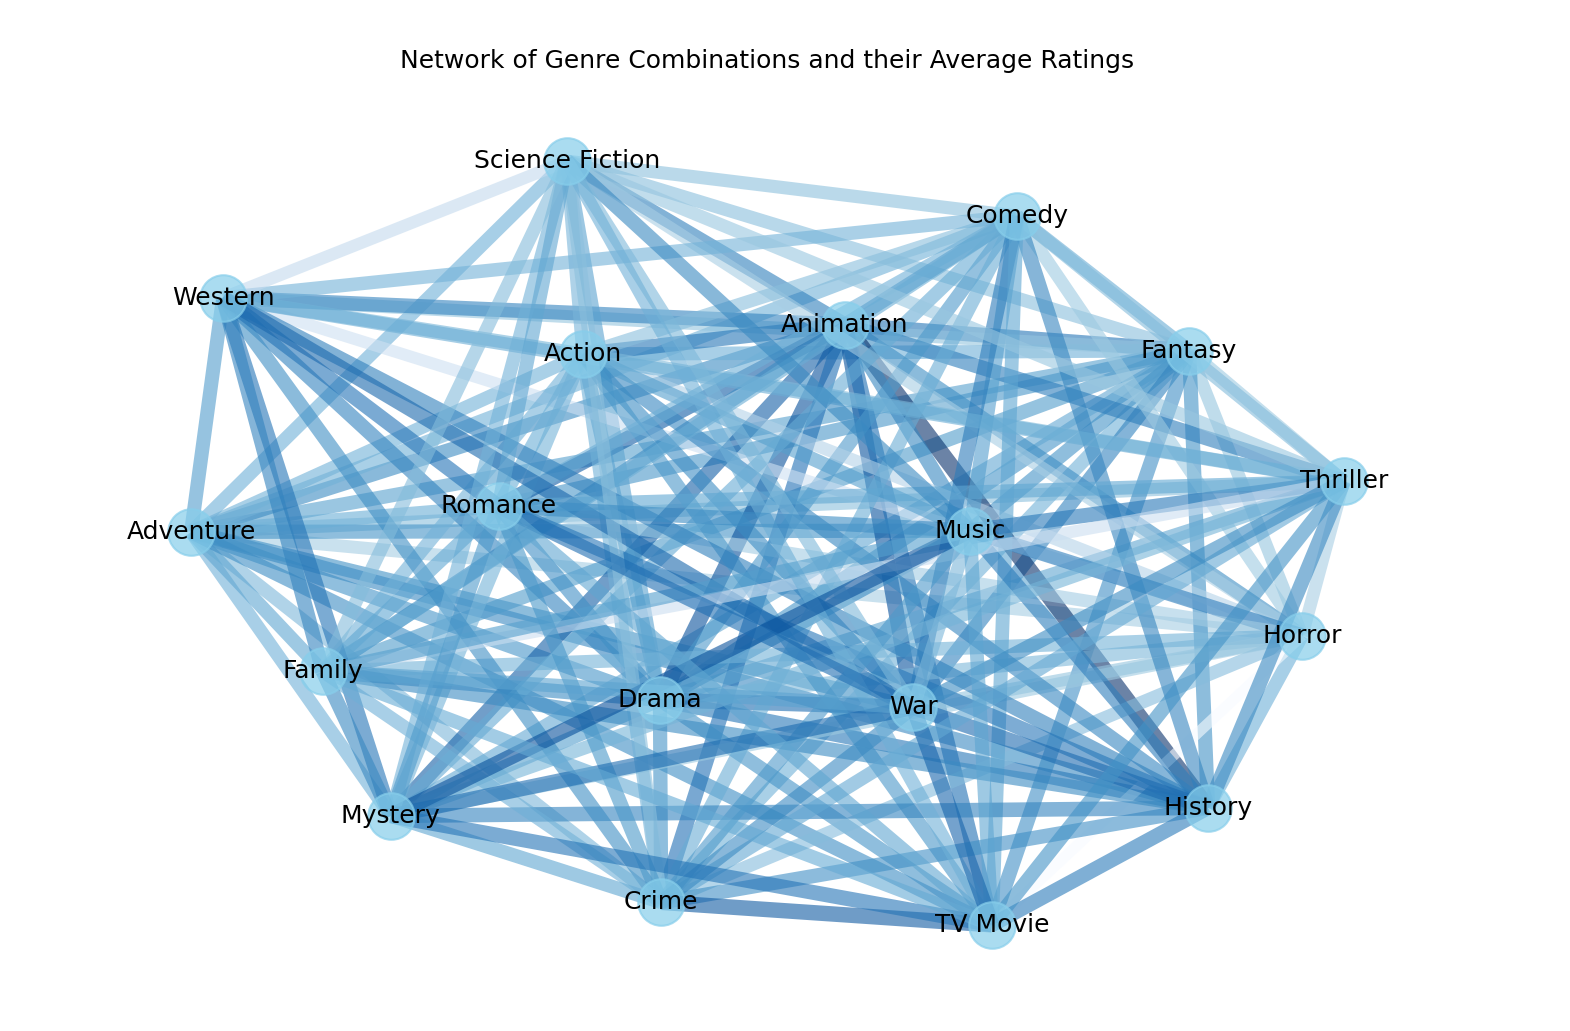 Network of Genre Combinations and their Average Ratings
Science Fiction
Comedy
Western
Animation
Action
Fantasy
Thriller
Romance
Adventure
Music
Horror
Family
Drama
War
Mystery
History
Crime
TV Movie